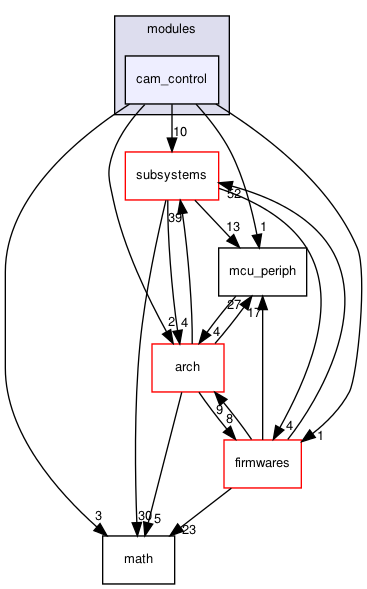 modules
cam_control
10
subsystems
52
39
13
1
mcu_periph
27
17
2
4
4
arch
9
8
4
1
firmwares
3
30
5
23
math